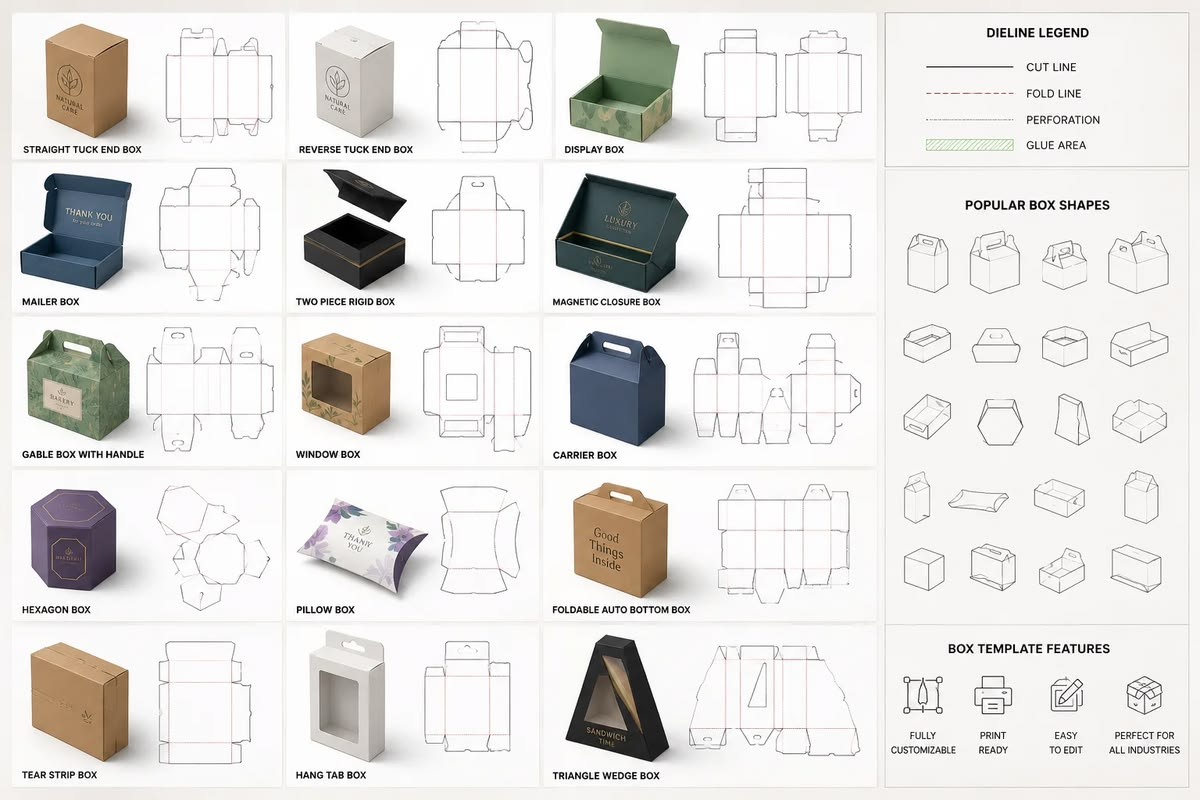 NATURAL
CARE
STRAIGHT TUCK END BOX
NATURAL
CARE
REVERSE TUCK END BOX
DISPLAY BOX
THANK YOU
for your order
MAILER BOX
TWO PIECE RIGID BOX
LUXURY
MAGNETIC CLOSURE BOX
BAKERY
GABLE BOX WITH HANDLE
WINDOW BOX
CARRIER BOX
HEXAGON BOX
THANK
YOU
PILLOW BOX
Good
Things
Inside
FOLDABLE AUTO BOTTOM BOX
TEAR STRIP BOX
HANG TAB BOX
SANDWICH
TIME
TRIANGLE WEDGE BOX
DIELINE LEGEND
CUT LINE
FOLD LINE
PERFORATION
GLUE AREA
POPULAR BOX SHAPES
BOX TEMPLATE FEATURES
FULLY
CUSTOMIZABLE
PRINT
READY
EASY
TO EDIT
PERFECT FOR
ALL INDUSTRIES